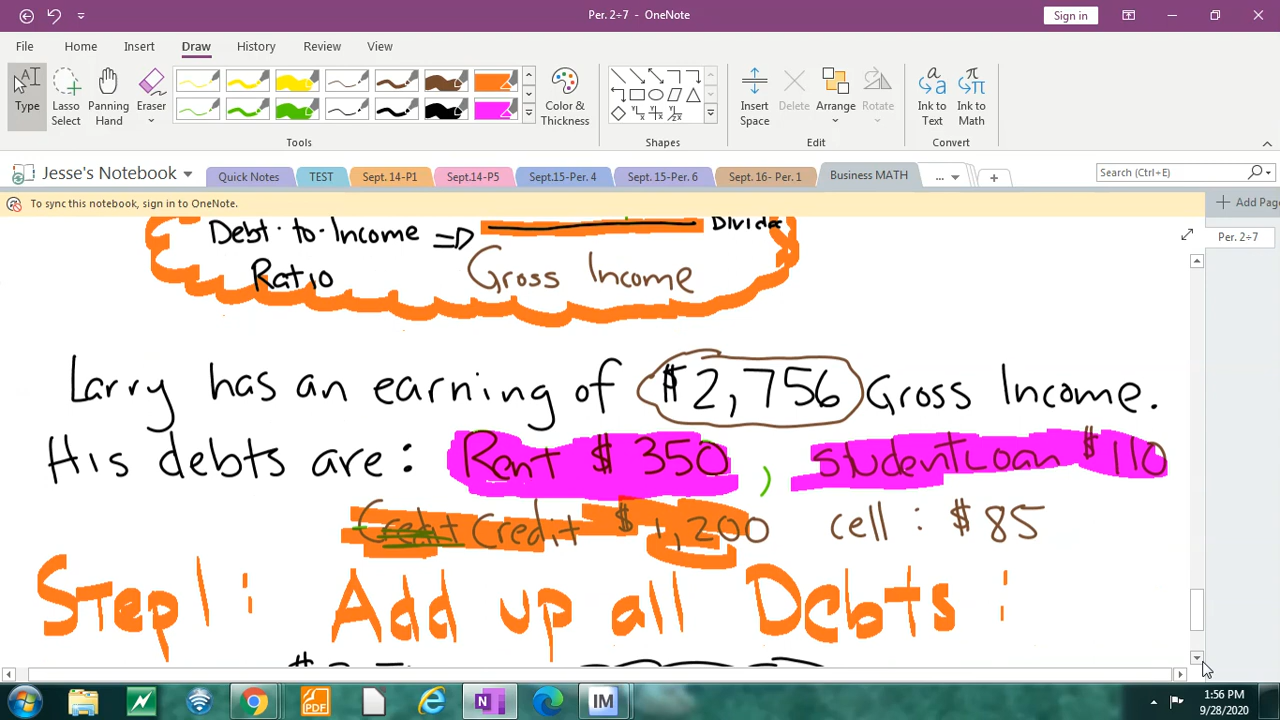 Per. 2÷7 - OneNote
Sign in
File Home Insert Draw History Review View
Type Lasso Select Panning Hand Eraser Color & Thickness Insert Space Delete Arrange Rotate Ink to Text Ink to Math
Tools Shapes Edit Convert
Jesse's Notebook Quick Notes TEST Sept. 14-P1 Sept.14-P5 Sept.15-Per. 4 Sept. 15-Per. 6 Sept. 16- Per. 1 Business MATH ... Search (Ctrl+E)
To sync this notebook, sign in to OneNote. Add Pag
Per. 2÷7
Debt-to-Income => Divide
Ratio Gross Income
Larry has an earning of $2,756 Gross Income.
His debts are: Rent $350, student Loan $110
Credit $1,200 cell: $85
Step 1: Add up all Debts:
PDF IM
1:56 PM
9/28/2020